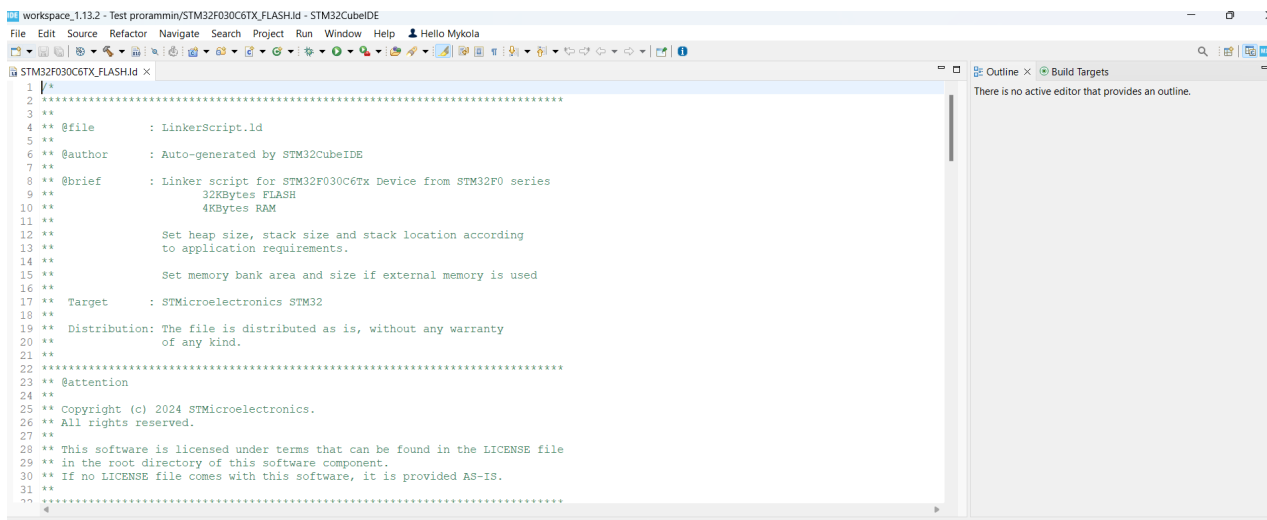 IDE workspace_1.13.2 - Test prorammin/STM32F030C6TX_FLASH.ld - STM32CubeIDE
File Edit Source Refactor Navigate Search Project Run Window Help Hello Mykola
STM32F030C6TX_FLASH.ld
Outline Build Targets
There is no active editor that provides an outline.
1 /*
2 ******************************************************************************
3 **
4 ** @file : LinkerScript.ld
5 **
6 ** @author : Auto-generated by STM32CubeIDE
7 **
8 ** @brief : Linker script for STM32F030C6Tx Device from STM32F0 series
9 ** 32KBytes FLASH
10 ** 4KBytes RAM
11 **
12 ** Set heap size, stack size and stack location according
13 ** to application requirements.
14 **
15 ** Set memory bank area and size if external memory is used
16 **
17 ** Target : STMicroelectronics STM32
18 **
19 ** Distribution: The file is distributed as is, without any warranty
20 ** of any kind.
21 **
22 ******************************************************************************
23 ** @attention
24 **
25 ** Copyright (c) 2024 STMicroelectronics.
26 ** All rights reserved.
27 **
28 ** This software is licensed under terms that can be found in the LICENSE file
29 ** in the root directory of this software component.
30 ** If no LICENSE file comes with this software, it is provided AS-IS.
31 **